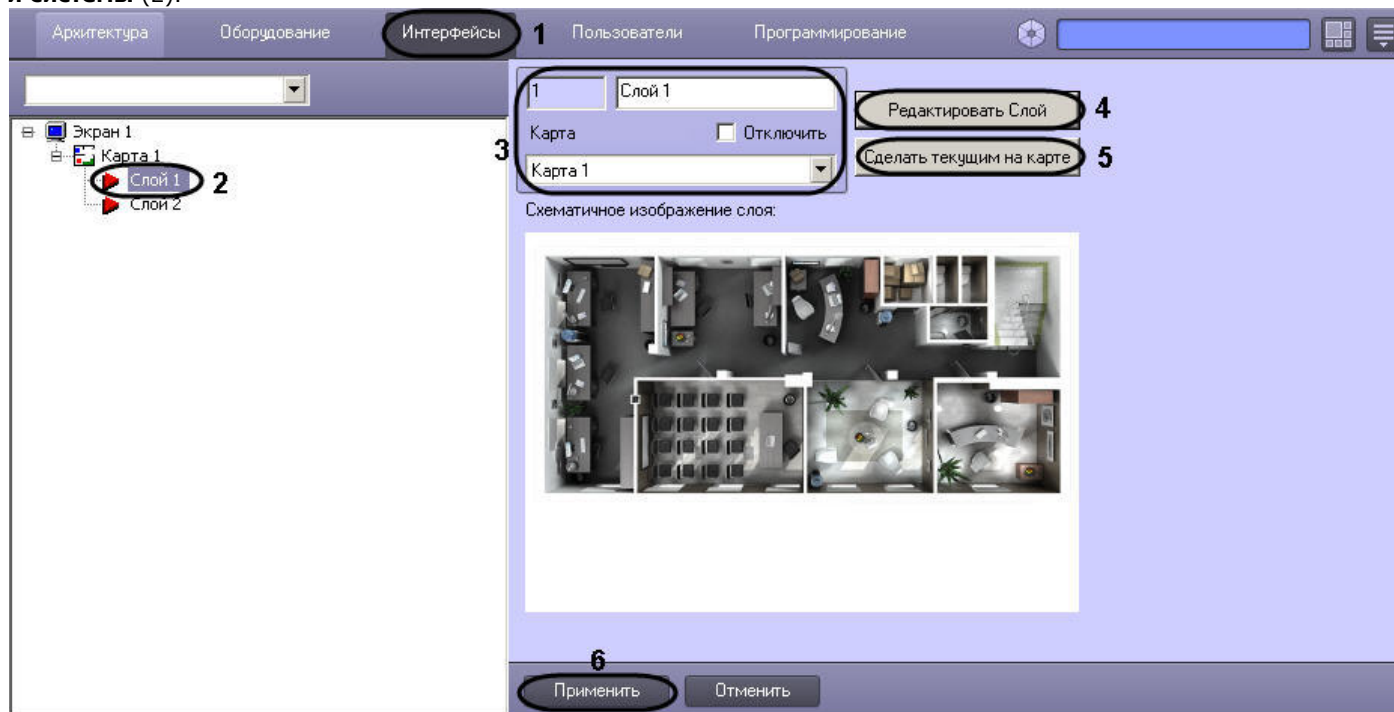 я системы (2).
Архитектура Оборудование Интерфейсы 1 Пользователи Программирование
1 Слой 1
Редактировать Слой 4
Экран 1
3 Карта Отключить
Карта 1
Сделать текущим на карте 5
Карта 1
Слой 1 2
Слой 2
Схематичное изображение слоя:
6
Применить Отменить